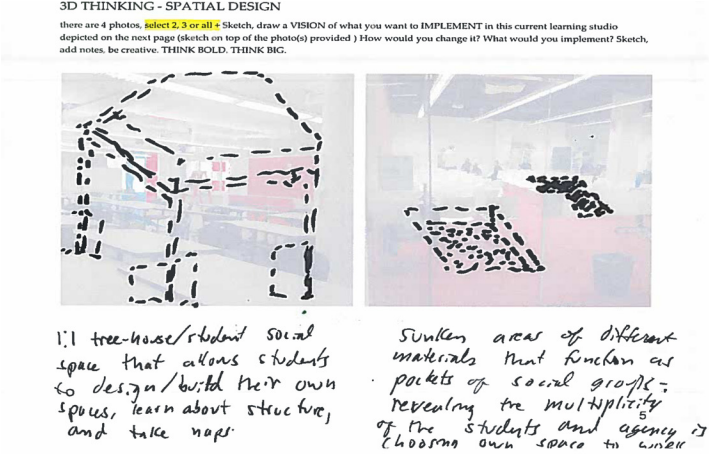 3D THINKING - SPATIAL DESIGN
there are 4 photos, select 2, 3 or all + Sketch, draw a VISION of what you want to IMPLEMENT in this current learning studio
depicted on the next page (sketch on top of the photo(s) provided ) How would you change it? What would you implement? Sketch,
add notes, be creative. THINK BOLD. THINK BIG.
1:1 tree-house/student social
space that allows students
to design/build their own
spaces, learn about structure,
and take naps.
Sunken areas of different
materials that function as
pockets of social groups -
revealing the multiplicity
5
of the students and agency in
choosing own space to work